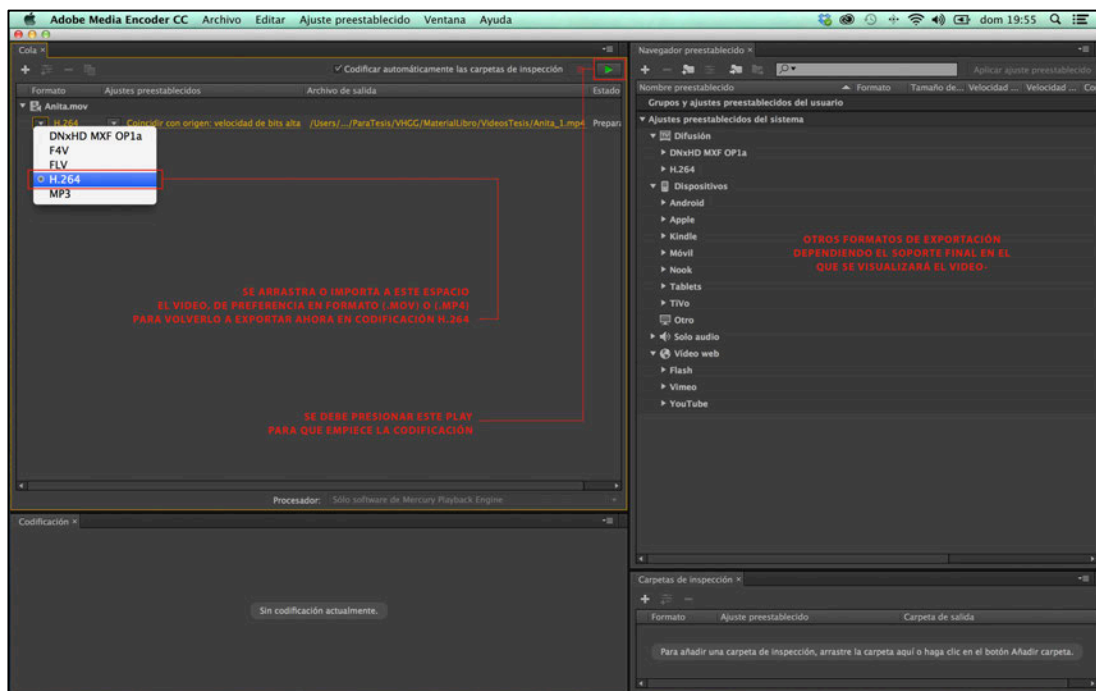 Adobe Media Encoder CC Archivo Editar Ajuste preestablecido Ventana Ayuda dom 19:55
Cola ×
Codificar automáticamente las carpetas de inspección
Formato Ajustes preestablecidos Archivo de salida Estado
Anita.mov
H.264 Coincidir con origen: velocidad de bits alta /Users/.../ParaTesis/VHGG/MaterialLibro/VideosTesis/Anita_1.mp4 Prepara
DNxHD MXF OP1a
F4V
FLV
H.264
MP3
SE ARRASTRA O IMPORTA A ESTE ESPACIO
EL VIDEO, DE PREFERENCIA EN FORMATO (.MOV) O (.MP4)
PARA VOLVERLO A EXPORTAR AHORA EN CODIFICACIÓN H.264
SE DEBE PRESIONAR ESTE PLAY
PARA QUE EMPIECE LA CODIFICACIÓN
Procesador: Sólo software de Mercury Playback Engine
Codificación ×
Sin codificación actualmente.
Navegador preestablecido ×
Aplicar ajuste preestablecido
Nombre preestablecido Formato Tamaño de... Velocidad ... Velocidad ... Co
Grupos y ajustes preestablecidos del usuario
Ajustes preestablecidos del sistema
Difusión
DNxHD MXF OP1a
H.264
Dispositivos
Android
Apple
Kindle
Móvil
Nook
Tablets
TiVo
Otro
Solo audio
Vídeo web
Flash
Vimeo
YouTube
OTROS FORMATOS DE EXPORTACIÓN
DEPENDIENDO EL SOPORTE FINAL EN EL
QUE SE VISUALIZARÁ EL VIDEO-
Carpetas de inspección ×
Formato Ajuste preestablecido Carpeta de salida
Para añadir una carpeta de inspección, arrastre la carpeta aquí o haga clic en el botón Añadir carpeta.